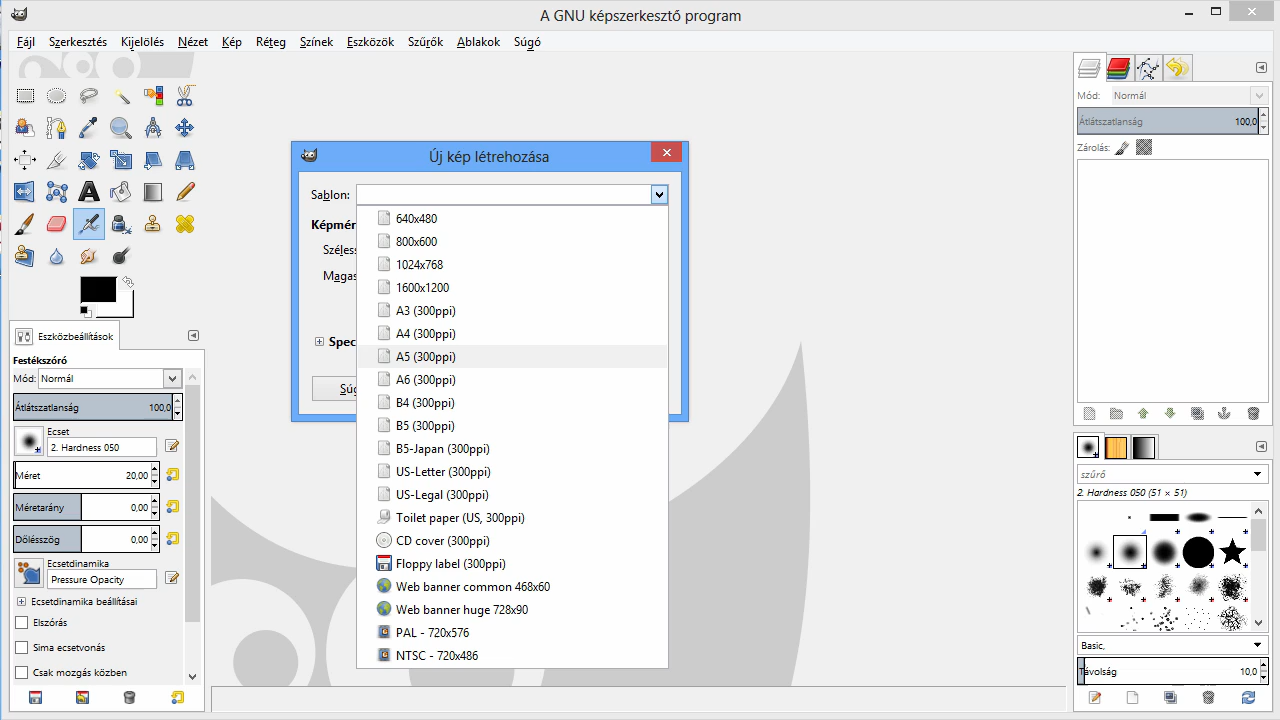 A GNU képszerkesztő program
Fájl Szerkesztés Kijelölés Nézet Kép Réteg Színek Eszközök Szűrők Ablakok Súgó
Eszközbeállítások
Festékszóró
Mód: Normál
Átlátszatlanság 100,0
Ecset
2. Hardness 050
Méret 20,00
Méretarány 0,00
Dőlésszög 0,00
Ecsetdinamika
Pressure Opacity
Ecsetdinamika beállításai
Elszórás
Sima ecsetvonás
Csak mozgás közben
Új kép létrehozása
Sablon:
Képmér
Széless
Magas
Spec
Súg
640x480
800x600
1024x768
1600x1200
A3 (300ppi)
A4 (300ppi)
A5 (300ppi)
A6 (300ppi)
B4 (300ppi)
B5 (300ppi)
B5-Japan (300ppi)
US-Letter (300ppi)
US-Legal (300ppi)
Toilet paper (US, 300ppi)
CD cover (300ppi)
Floppy label (300ppi)
Web banner common 468x60
Web banner huge 728x90
PAL - 720x576
NTSC - 720x486
Mód: Normál
Átlátszatlanság 100,0
Zárolás:
szűrő
2. Hardness 050 (51 × 51)
Basic,
Távolság 10,0